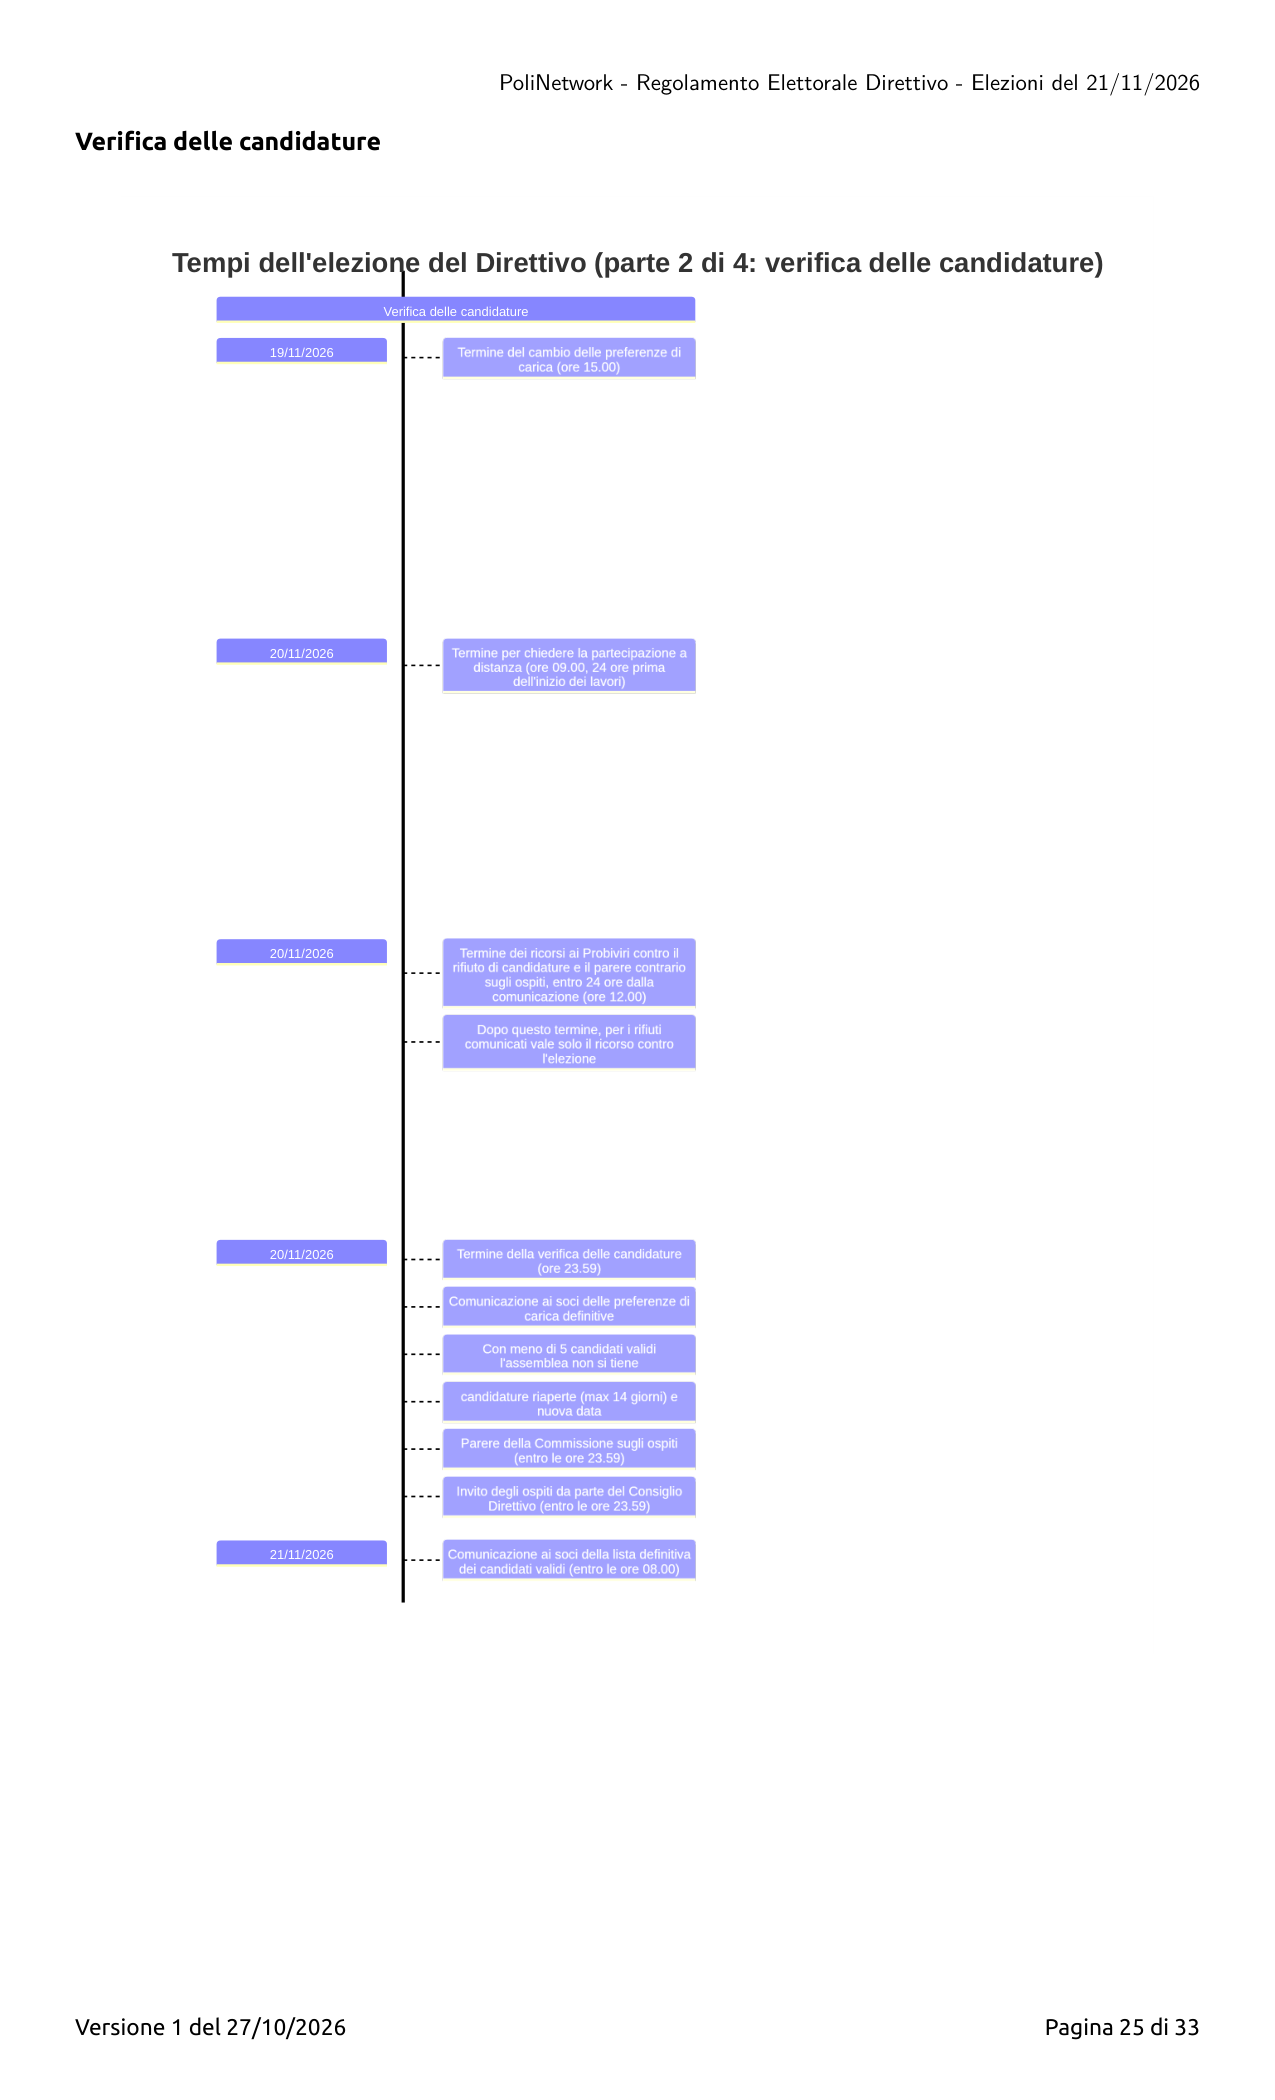 PoliNetwork - Regolamento Elettorale Direttivo - Elezioni del 21/11/2026
Verifica delle candidature
Tempi dell'elezione del Direttivo (parte 2 di 4: verifica delle candidature)
Verifica delle candidature
19/11/2026
Termine del cambio delle preferenze di
carica (ore 15.00)
20/11/2026
Termine per chiedere la partecipazione a
distanza (ore 09.00, 24 ore prima
dell'inizio dei lavori)
20/11/2026
Termine dei ricorsi ai Probiviri contro il
rifiuto di candidature e il parere contrario
sugli ospiti, entro 24 ore dalla
comunicazione (ore 12.00)
Dopo questo termine, per i rifiuti
comunicati vale solo il ricorso contro
l'elezione
20/11/2026
Termine della verifica delle candidature
(ore 23.59)
Comunicazione ai soci delle preferenze di
carica definitive
Con meno di 5 candidati validi
l'assemblea non si tiene
candidature riaperte (max 14 giorni) e
nuova data
Parere della Commissione sugli ospiti
(entro le ore 23.59)
Invito degli ospiti da parte del Consiglio
Direttivo (entro le ore 23.59)
21/11/2026
Comunicazione ai soci della lista definitiva
dei candidati validi (entro le ore 08.00)
Versione 1 del 27/10/2026
Pagina 25 di 33